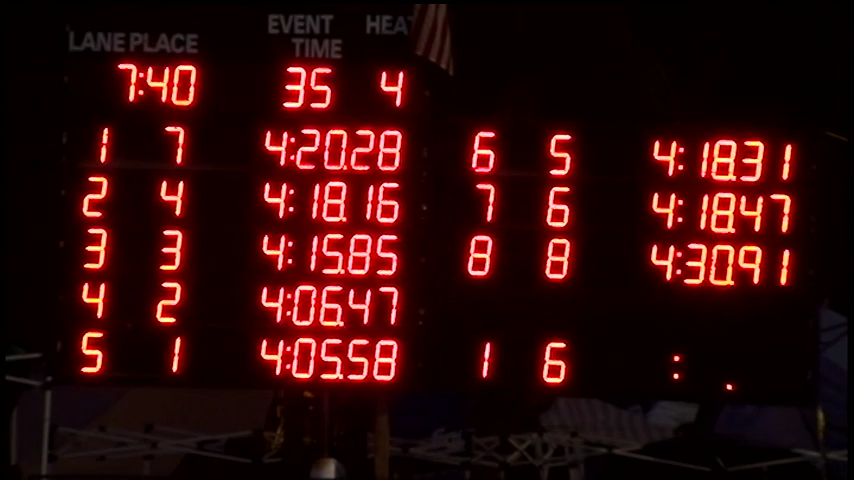 EVENT HEAT
LANE PLACE TIME
7:40 35 4
1 7 4:20.28 6 5 4:18.31
2 4 4:18.16 7 6 4:18.47
3 3 4:15.85 8 8 4:30.91
4 2 4:06.47
5 1 4:05.58 1 6 : .